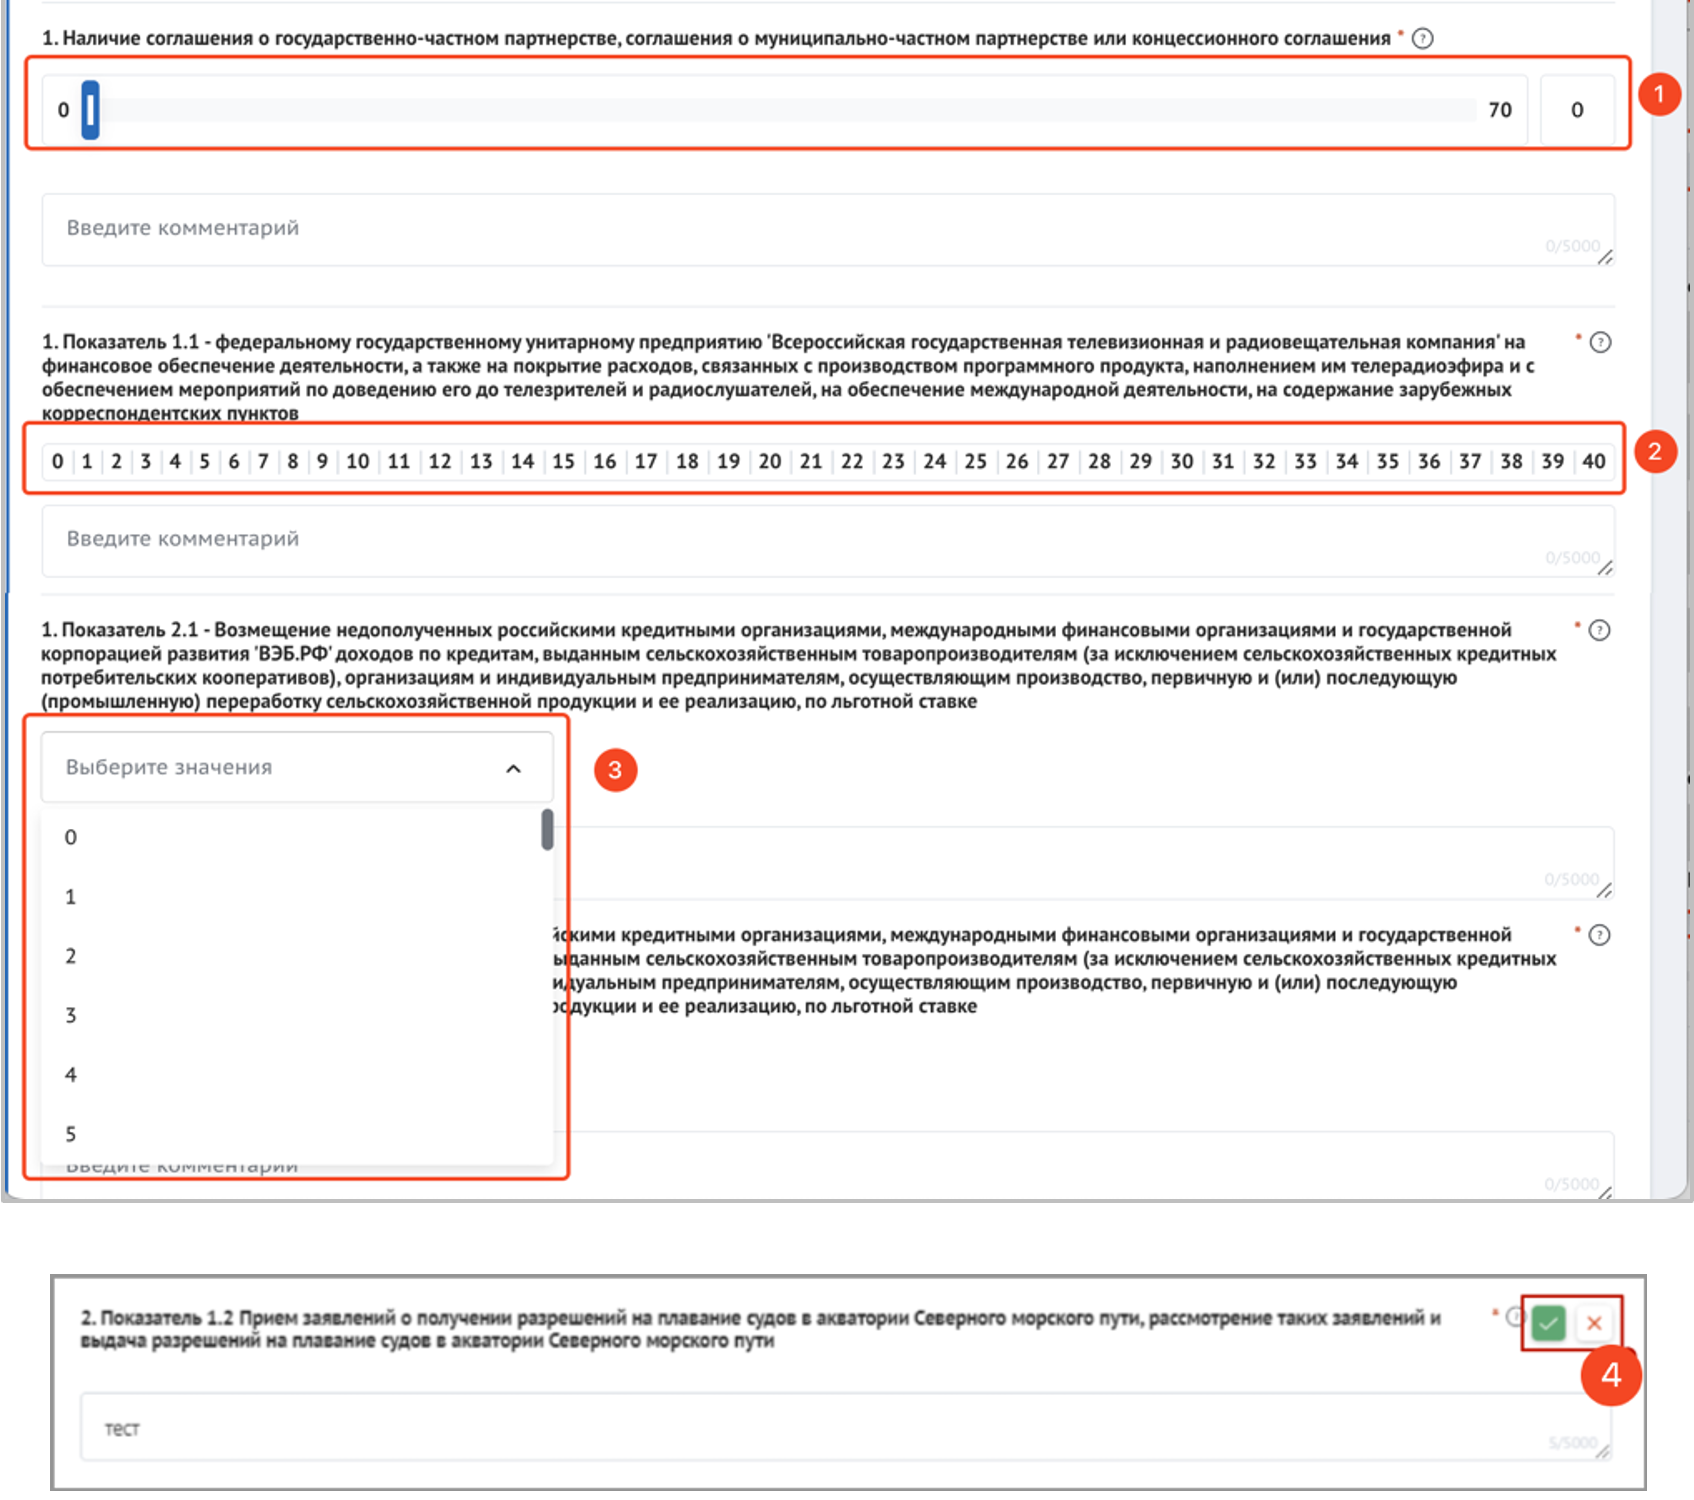 1. Наличие соглашения о государственно-частном партнерстве, соглашения о муниципально-частном партнерстве или концессионного соглашения * ?
0 70 0 1
Введите комментарий
0/5000
1. Показатель 1.1 - федеральному государственному унитарному предприятию 'Всероссийская государственная телевизионная и радиовещательная компания' на * ?
финансовое обеспечение деятельности, а также на покрытие расходов, связанных с производством программного продукта, наполнением им телерадиоэфира и с
обеспечением мероприятий по доведению его до телезрителей и радиослушателей, на обеспечение международной деятельности, на содержание зарубежных
корреспондентских пунктов
0 1 2 3 4 5 6 7 8 9 10 11 12 13 14 15 16 17 18 19 20 21 22 23 24 25 26 27 28 29 30 31 32 33 34 35 36 37 38 39 40 2
Введите комментарий
0/5000
1. Показатель 2.1 - Возмещение недополученных российскими кредитными организациями, международными финансовыми организациями и государственной * ?
корпорацией развития 'ВЭБ.РФ' доходов по кредитам, выданным сельскохозяйственным товаропроизводителям (за исключением сельскохозяйственных кредитных
потребительских кооперативов), организациям и индивидуальным предпринимателям, осуществляющим производство, первичную и (или) последующую
(промышленную) переработку сельскохозяйственной продукции и ее реализацию, по льготной ставке
Выберите значения 3
0
1
0/5000
йскими кредитными организациями, международными финансовыми организациями и государственной * ?
2 ыданным сельскохозяйственным товаропроизводителям (за исключением сельскохозяйственных кредитных
идуальным предпринимателям, осуществляющим производство, первичную и (или) последующую
3 одукции и ее реализацию, по льготной ставке
4
5
Введите комментарий
0/5000
2. Показатель 1.2 Прием заявлений о получении разрешений на плавание судов в акватории Северного морского пути, рассмотрение таких заявлений и * ?
выдача разрешений на плавание судов в акватории Северного морского пути
4
тест
5/5000